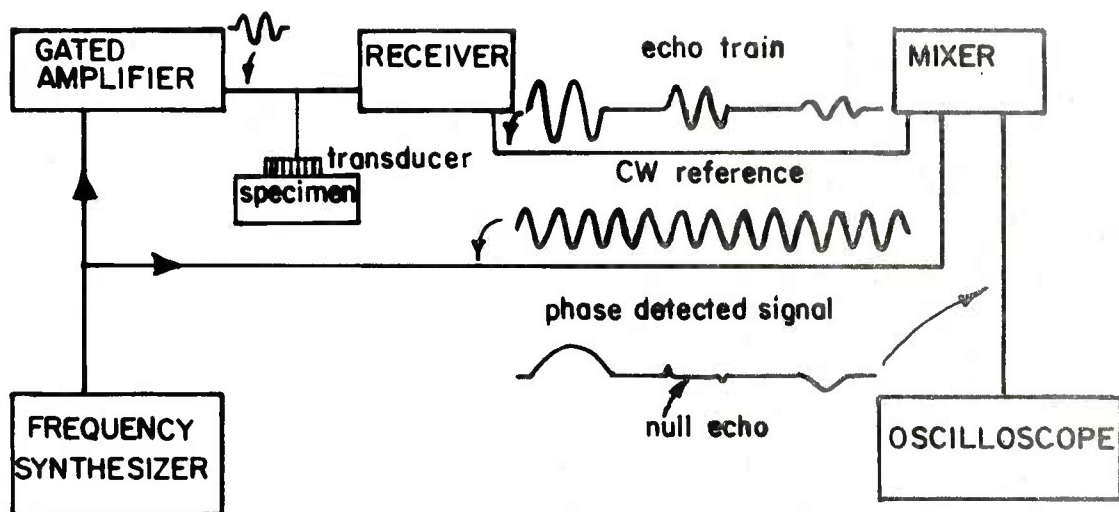 GATED
AMPLIFIER
RECEIVER
echo train
MIXER
transducer
specimen
CW reference
phase detected signal
null echo
FREQUENCY
SYNTHESIZER
OSCILLOSCOPE